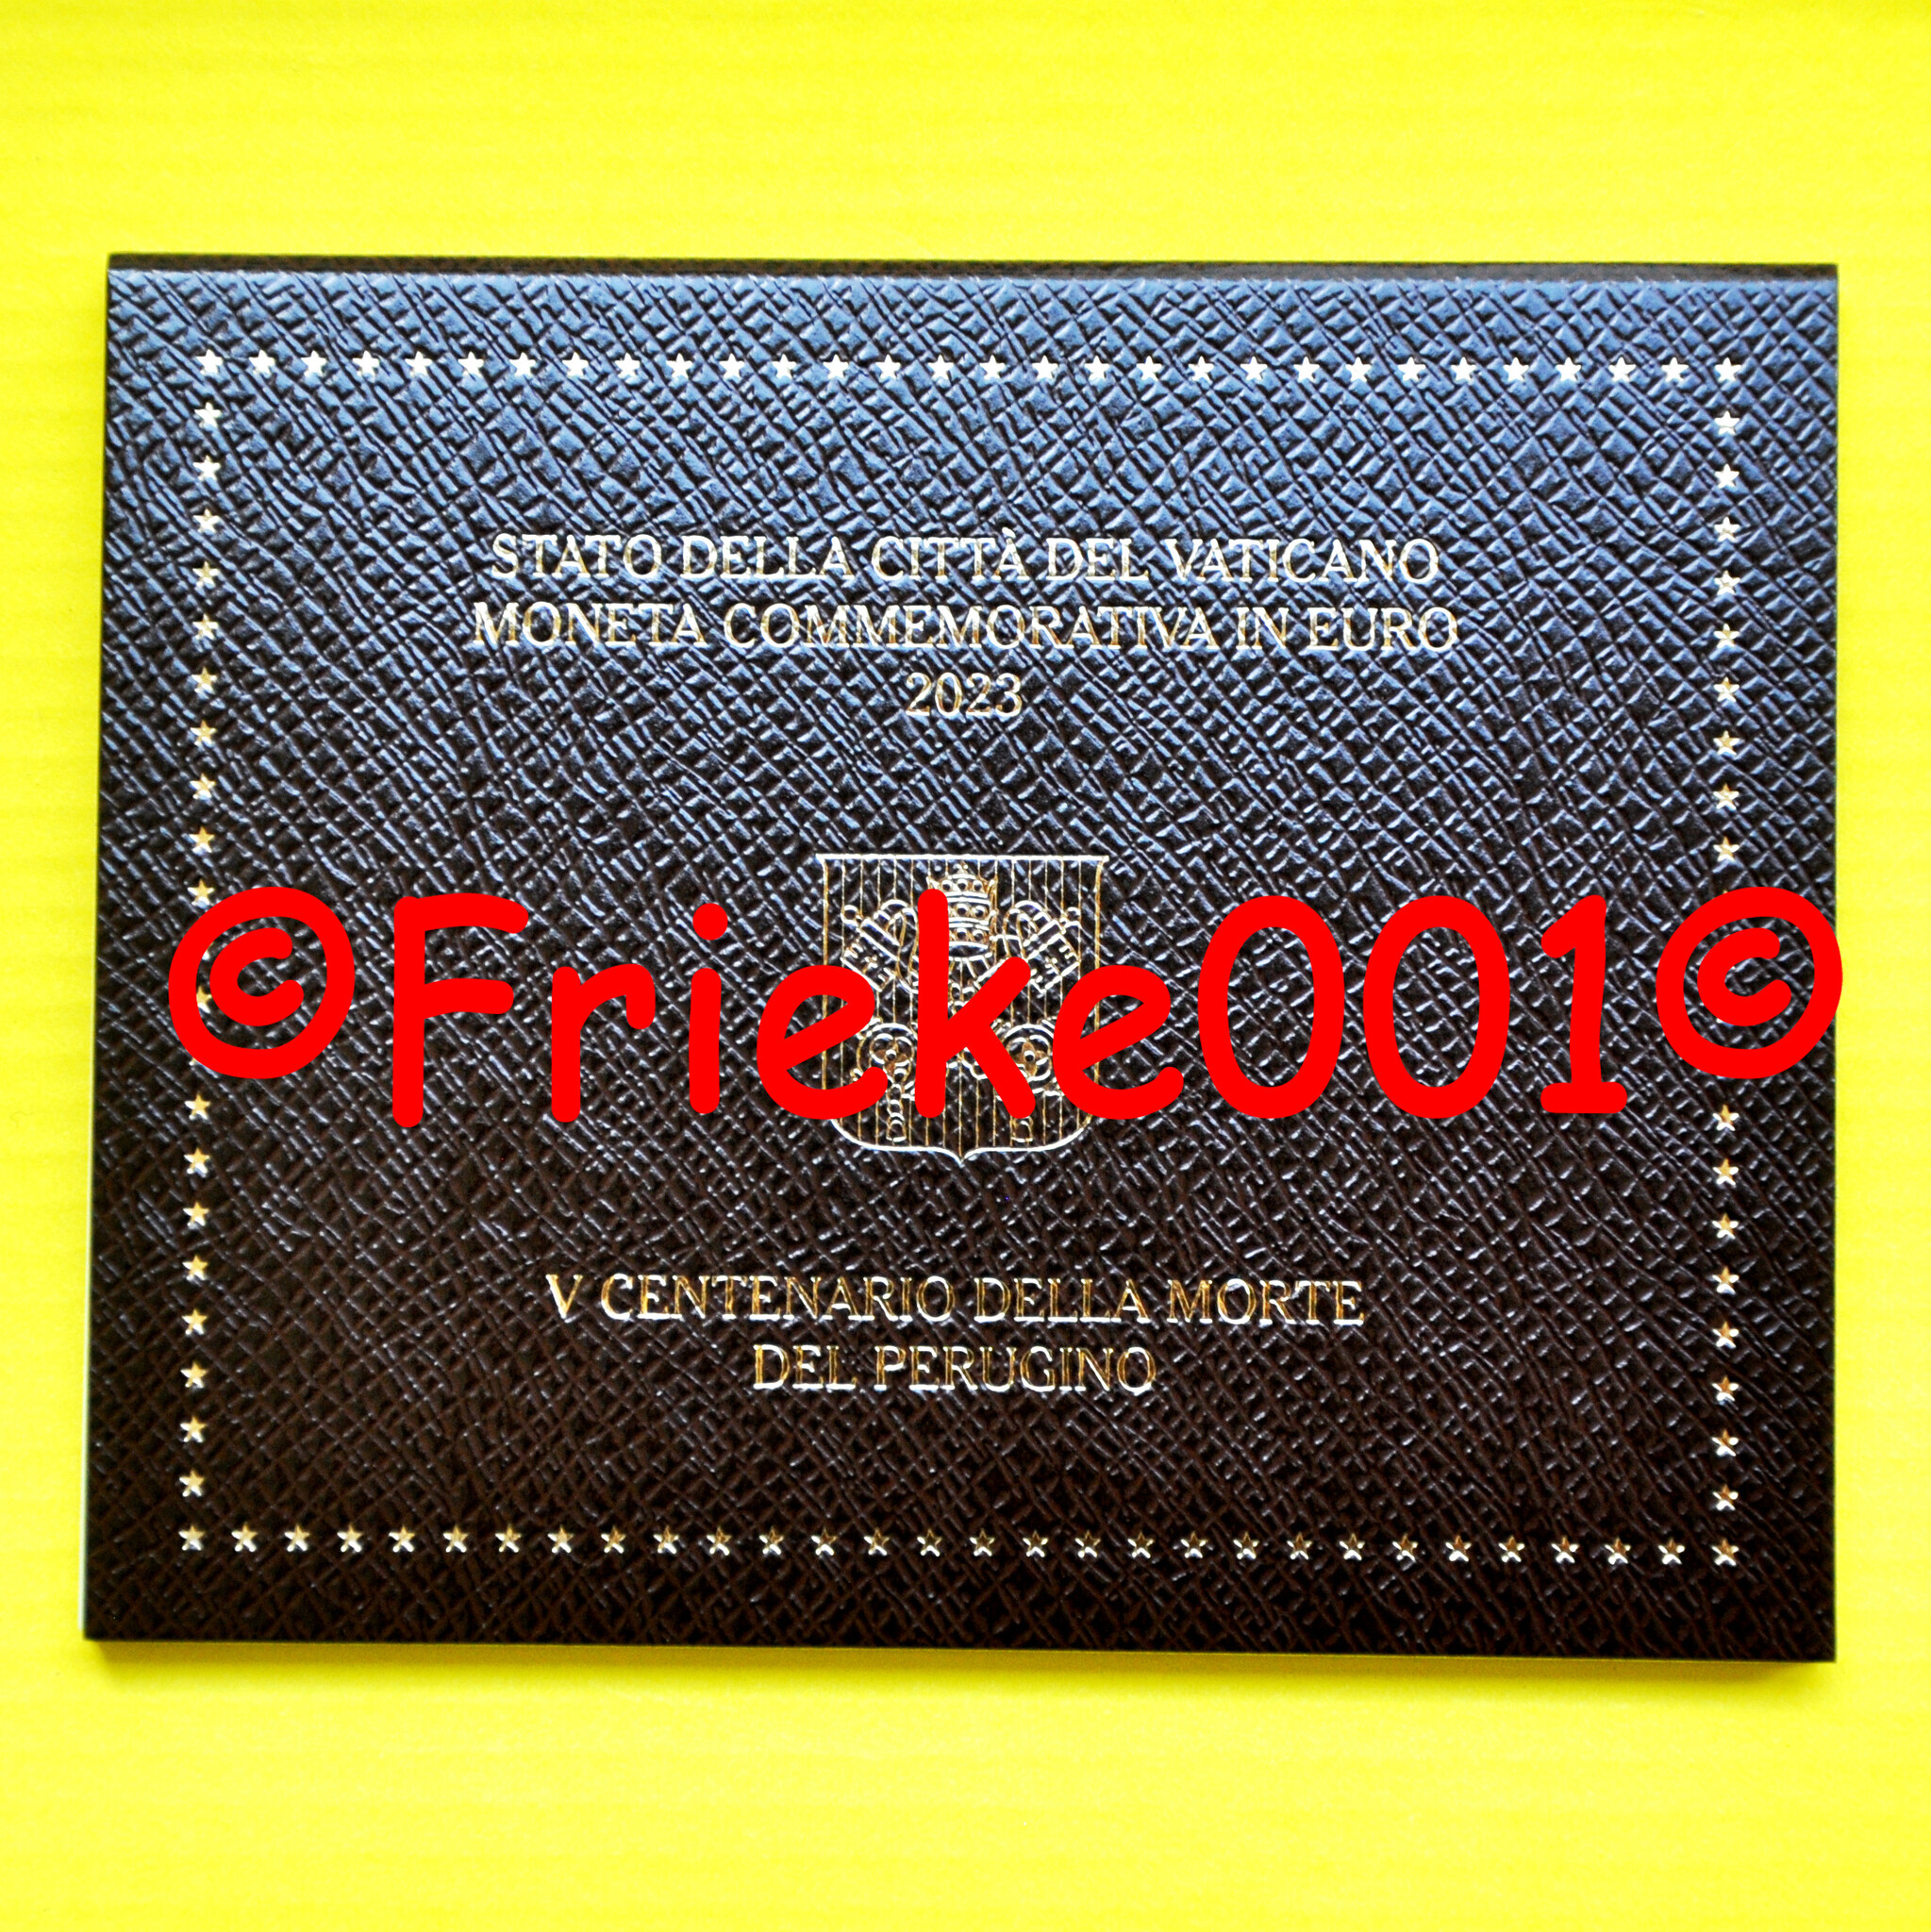 STATO DELLA CITTÀ DEL VATICANO
MONETA COMMEMORATIVA IN EURO
2023
©Frieke001©
V CENTENARIO DELLA MORTE
DEL PERUGINO